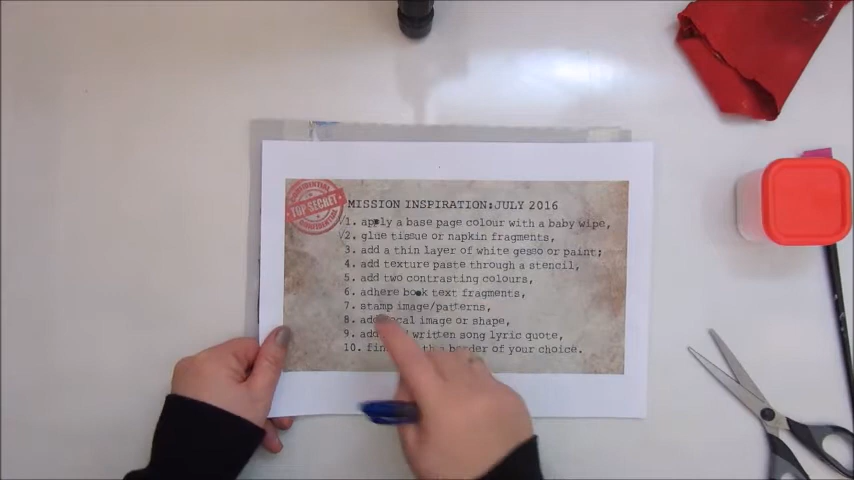 CONFIDENTIAL
TOP SECRET
CONFIDENTIAL
MISSION INSPIRATION:JULY 2016
1. apply a base page colour with a baby wipe,
2. glue tissue or napkin fragments,
3. add a thin layer of white gesso or paint;
4. add texture paste through a stencil,
5. add two contrasting colours,
6. adhere book text fragments,
7. stamp image/patterns,
8. add focal image or shape,
9. written song lyric quote,
10. border of your choice.